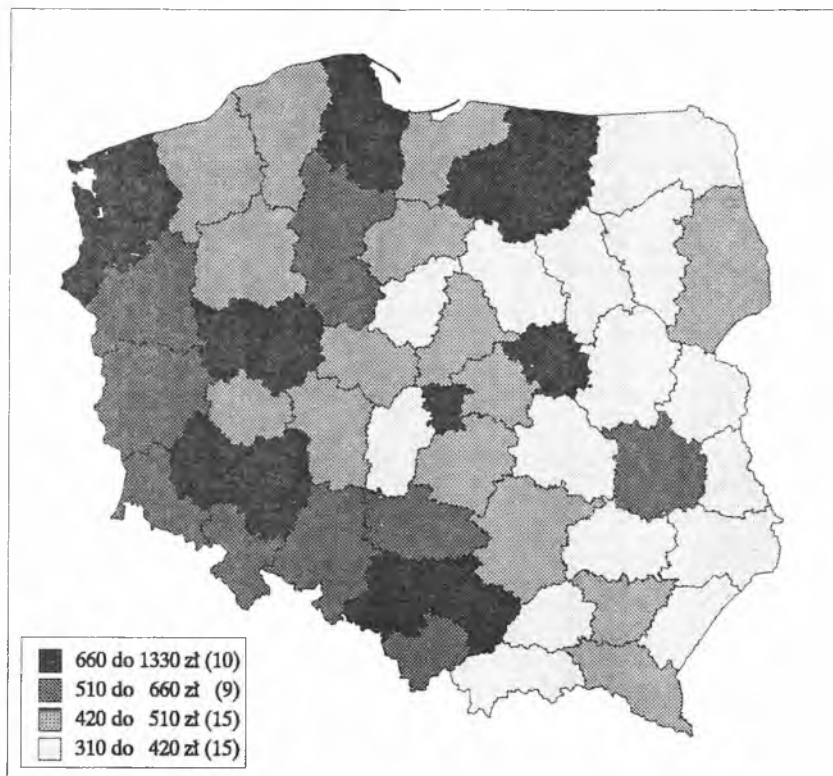 660 do 1330 zł (10)
510 do 660 zł (9)
420 do 510 zł (15)
310 do 420 zł (15)